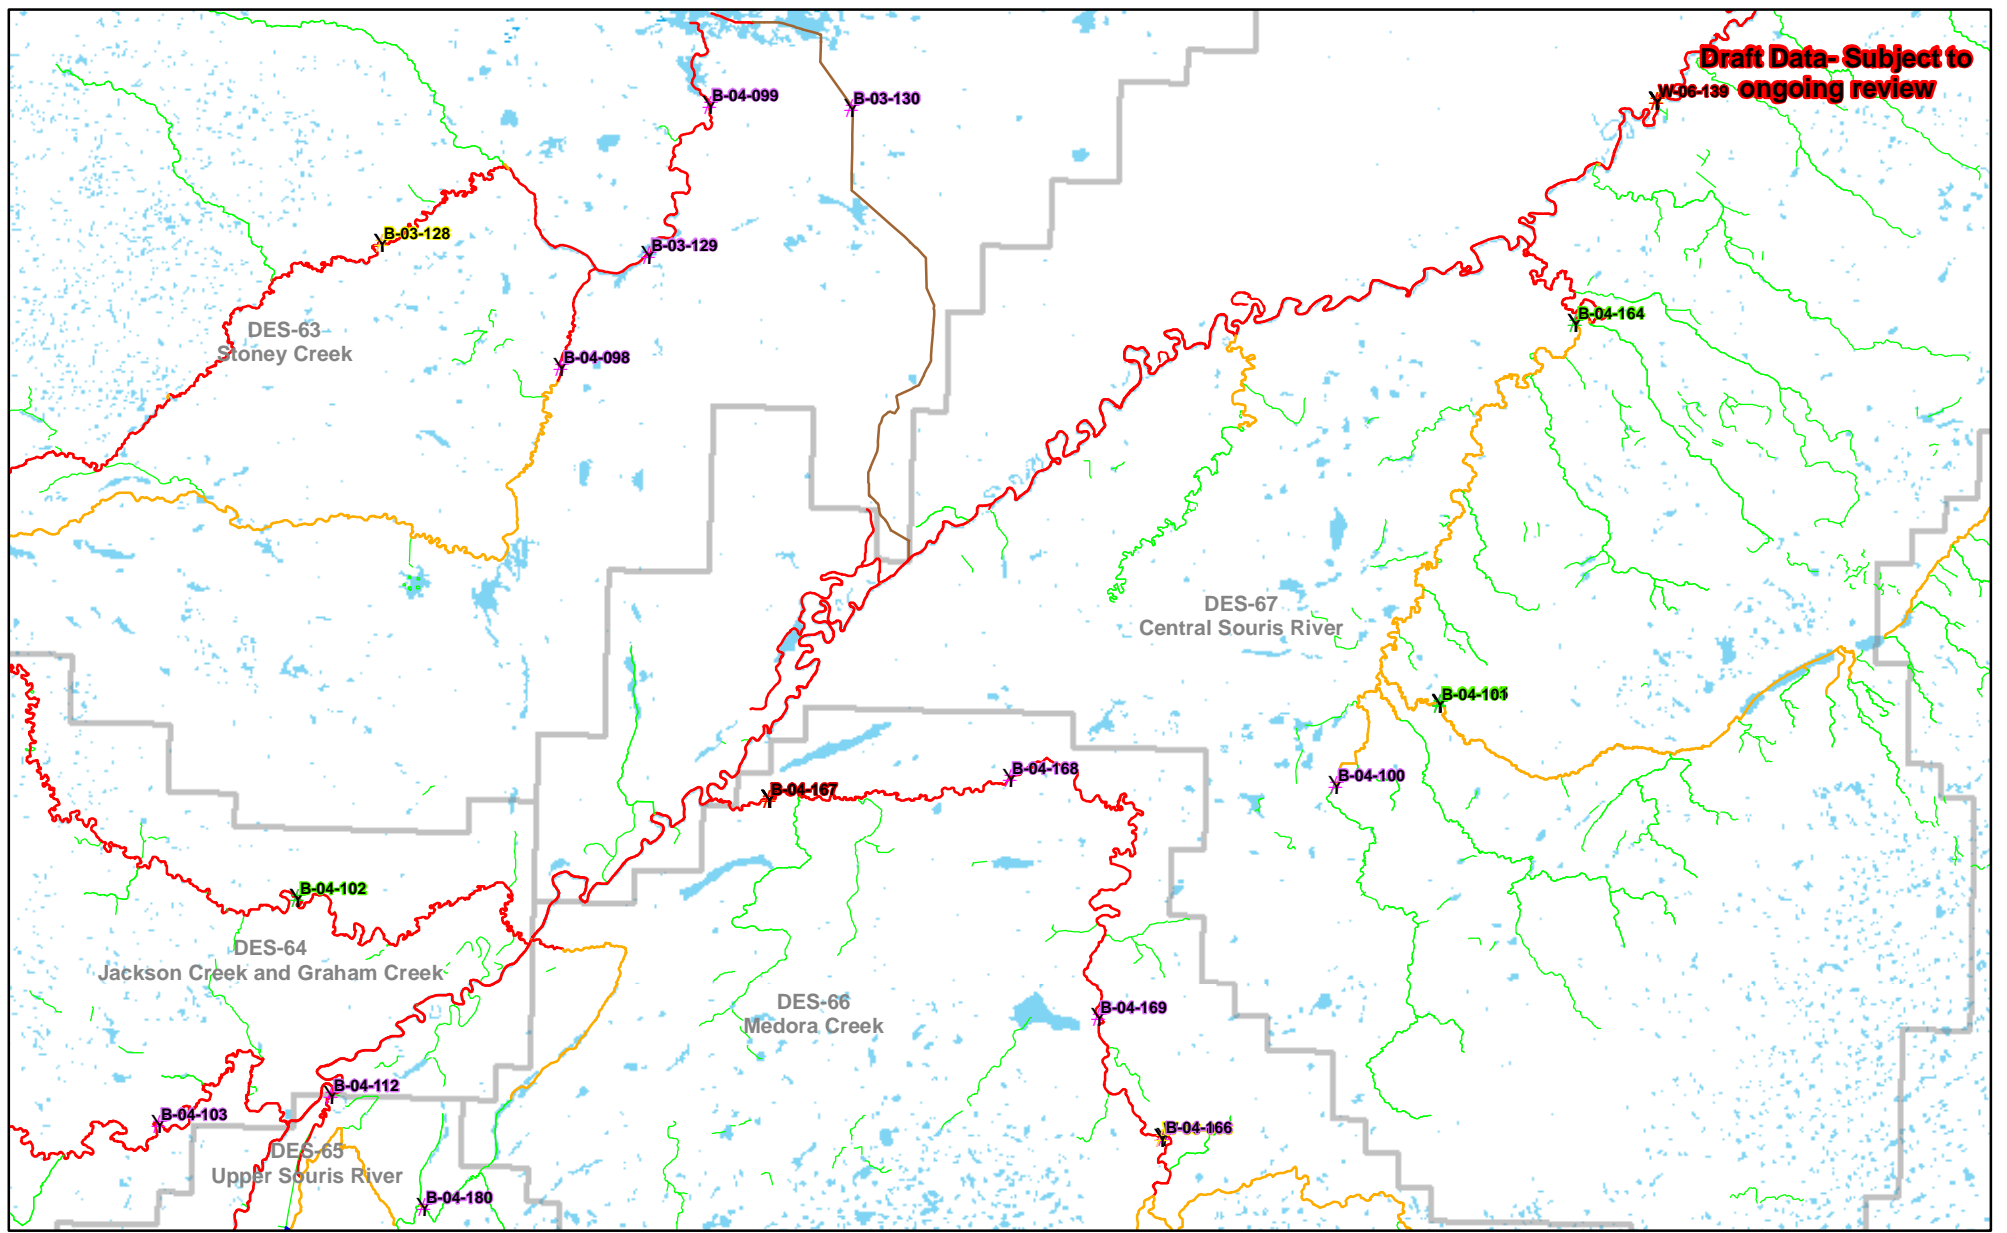 Draft Data- Subject to
ongoing review
W-06-139
B-04-099
B-03-130
B-03-128
B-03-129
B-04-164
DES-63
Stoney Creek
B-04-098
DES-67
Central Souris River
B-04-101
B-04-168
B-04-100
B-04-167
B-04-102
DES-64
Jackson Creek and Graham Creek
DES-66
Medora Creek
B-04-169
B-04-112
B-04-103
B-04-166
DES-65
Upper Souris River
B-04-180